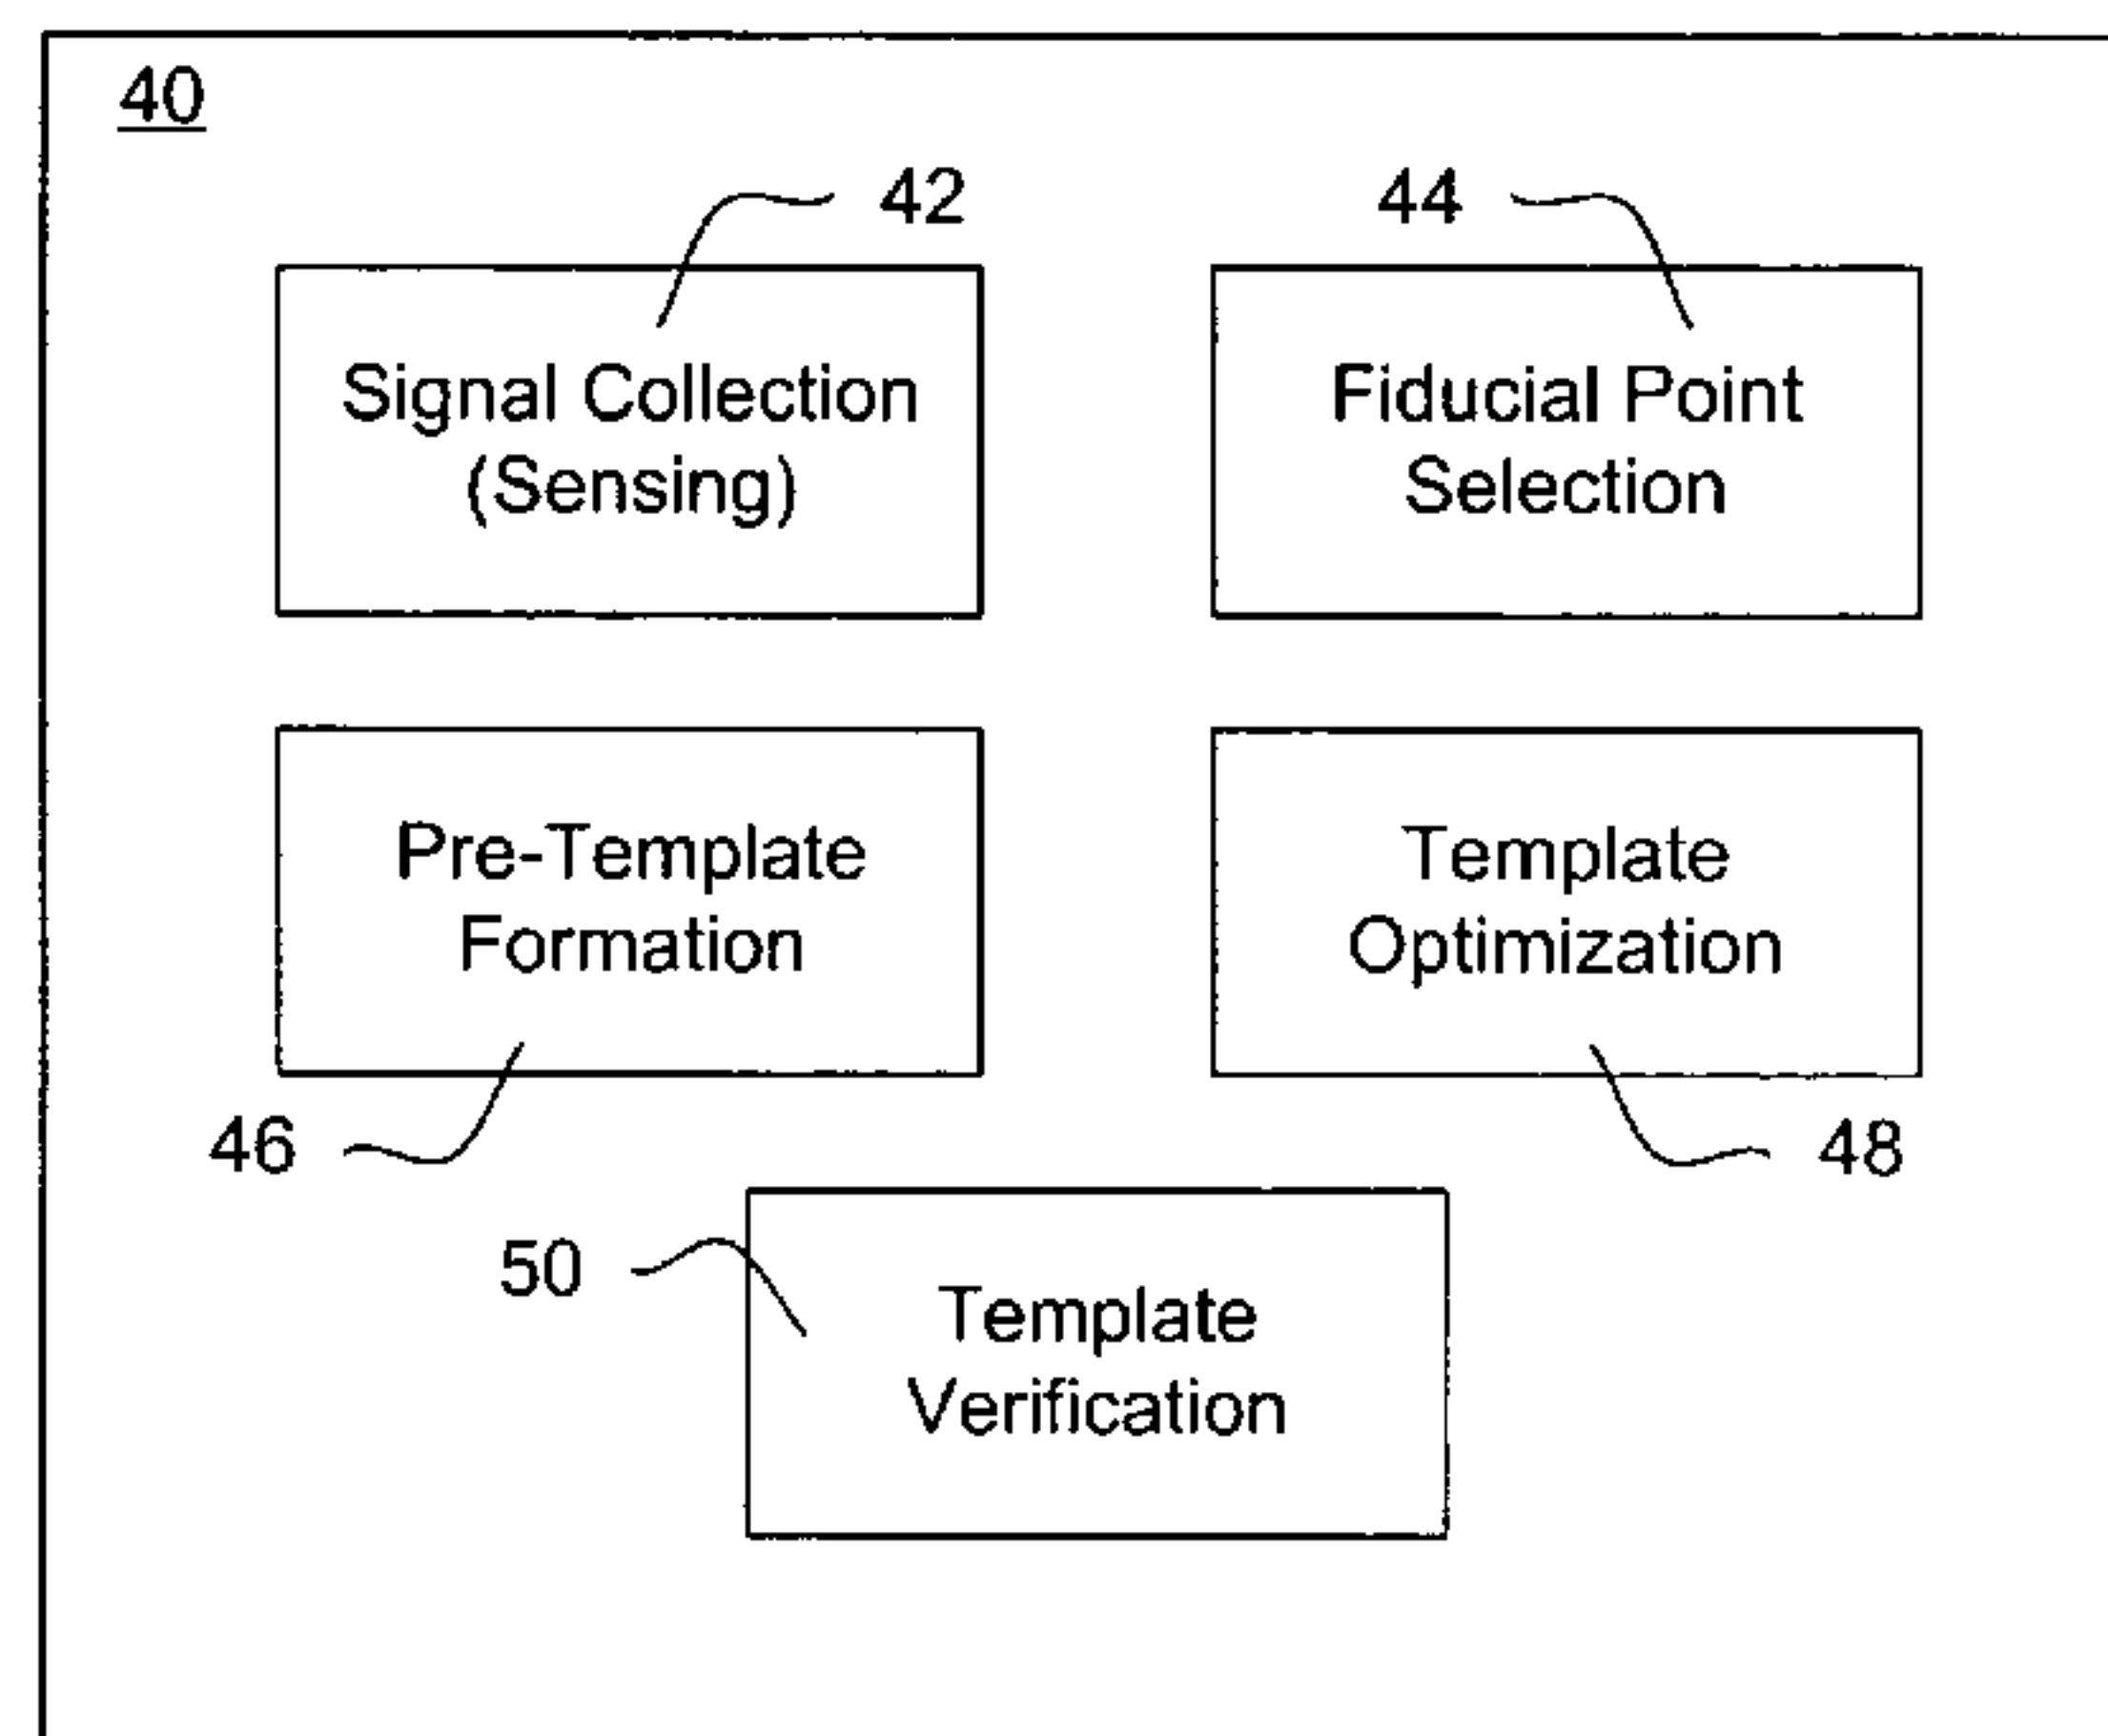 40
42
44
Signal Collection
(Sensing)
Fiducial Point
Selection
Pre-Template
Formation
Template
Optimization
46
48
50
Template
Verification